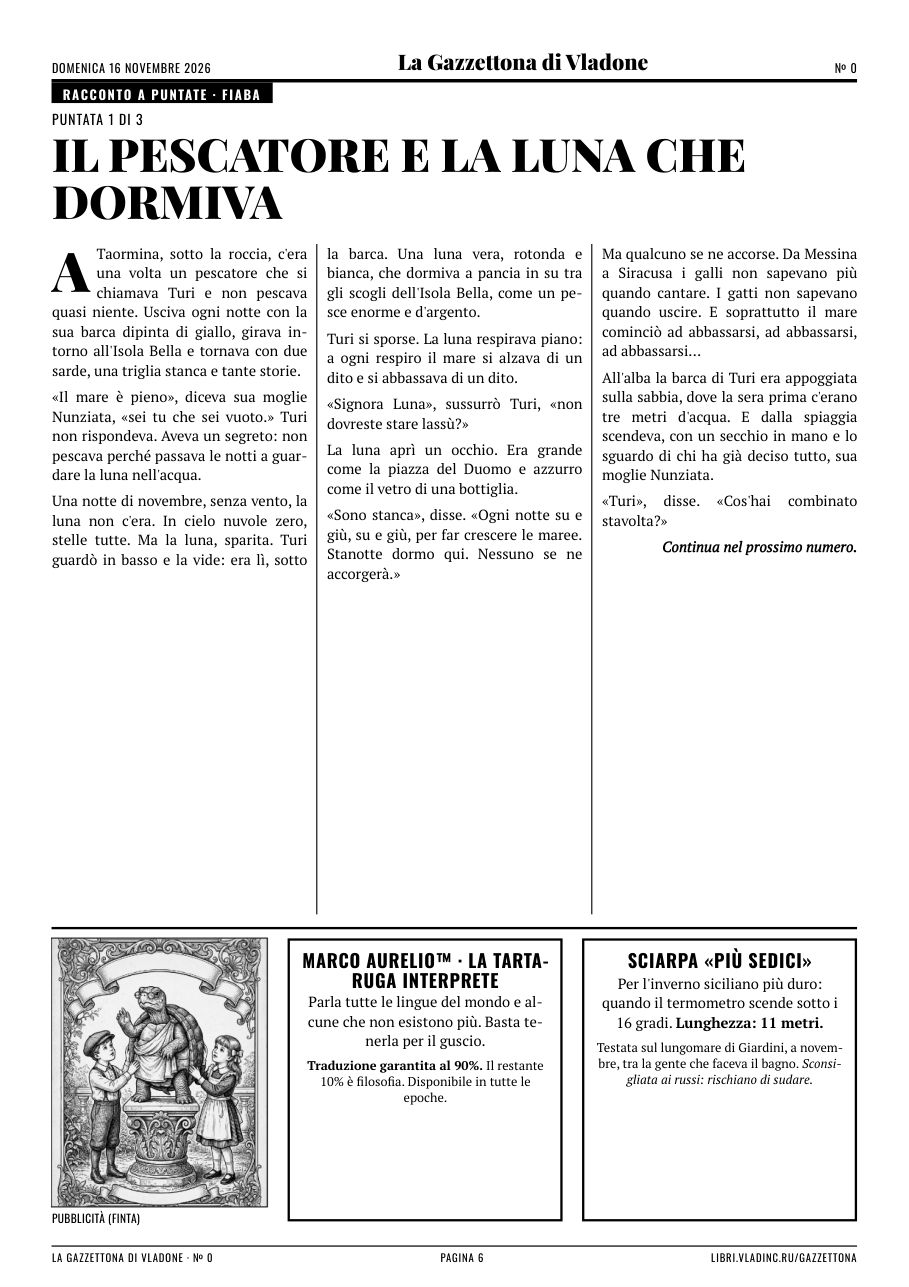 DOMENICA 16 NOVEMBRE 2026
La Gazzettona di Vladone
Nº 0
RACCONTO A PUNTATE · FIABA
PUNTATA 1 DI 3
IL PESCATORE E LA LUNA CHE
DORMIVA
A Taormina, sotto la roccia, c'era
una volta un pescatore che si
chiamava Turi e non pescava
quasi niente. Usciva ogni notte con la
sua barca dipinta di giallo, girava in-
torno all'Isola Bella e tornava con due
sarde, una triglia stanca e tante storie.
«Il mare è pieno», diceva sua moglie
Nunziata, «sei tu che sei vuoto.» Turi
non rispondeva. Aveva un segreto: non
pescava perché passava le notti a guar-
dare la luna nell'acqua.
Una notte di novembre, senza vento, la
luna non c'era. In cielo nuvole zero,
stelle tutte. Ma la luna, sparita. Turi
guardò in basso e la vide: era lì, sotto
la barca. Una luna vera, rotonda e
bianca, che dormiva a pancia in su tra
gli scogli dell'Isola Bella, come un pe-
sce enorme e d'argento.
Turi si sporse. La luna respirava piano:
a ogni respiro il mare si alzava di un
dito e si abbassava di un dito.
«Signora Luna», sussurrò Turi, «non
dovreste stare lassù?»
La luna aprì un occhio. Era grande
come la piazza del Duomo e azzurro
come il vetro di una bottiglia.
«Sono stanca», disse. «Ogni notte su e
giù, su e giù, per far crescere le maree.
Stanotte dormo qui. Nessuno se ne
accorgerà.»
Ma qualcuno se ne accorse. Da Messina
a Siracusa i galli non sapevano più
quando cantare. I gatti non sapevano
quando uscire. E soprattutto il mare
cominciò ad abbassarsi, ad abbassarsi,
ad abbassarsi…
All'alba la barca di Turi era appoggiata
sulla sabbia, dove la sera prima c'erano
tre metri d'acqua. E dalla spiaggia
scendeva, con un secchio in mano e lo
sguardo di chi ha già deciso tutto, sua
moglie Nunziata.
«Turi», disse. «Cos'hai combinato
stavolta?»
Continua nel prossimo numero.
PUBBLICITÀ (FINTA)
MARCO AURELIO™ · LA TARTA-
RUGA INTERPRETE
Parla tutte le lingue del mondo e al-
cune che non esistono più. Basta te-
nerla per il guscio.
Traduzione garantita al 90%. Il restante
10% è filosofia. Disponibile in tutte le
epoche.
SCIARPA «PIÙ SEDICI»
Per l'inverno siciliano più duro:
quando il termometro scende sotto i
16 gradi. Lunghezza: 11 metri.
Testata sul lungomare di Giardini, a novem-
bre, tra la gente che faceva il bagno. Sconsi-
gliata ai russi: rischiano di sudare.
LA GAZZETTONA DI VLADONE · Nº 0
PAGINA 6
LIBRI.VLADINC.RU/GAZZETTONA